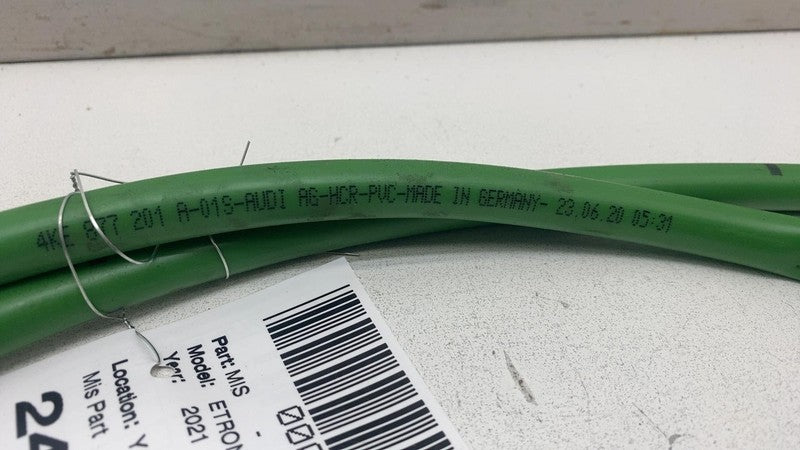 4KE 877 201 A-01S-AUDI AG-HCR-PVC-MADE IN GERMANY- 23.06.20 05:31
Part: MIS -
Model: ETRON
Year: 2021
Location: Y
Mis Part
24